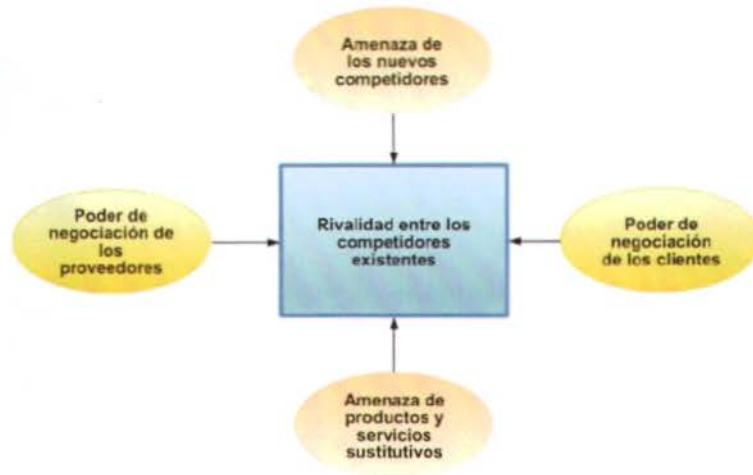 Amenaza de
los nuevos
competidores
Poder de
negociación de
los
proveedores
Rivalidad entre los
competidores
existentes
Poder de
negociación
de los clientes
Amenaza de
productos y
servicios
sustitutivos